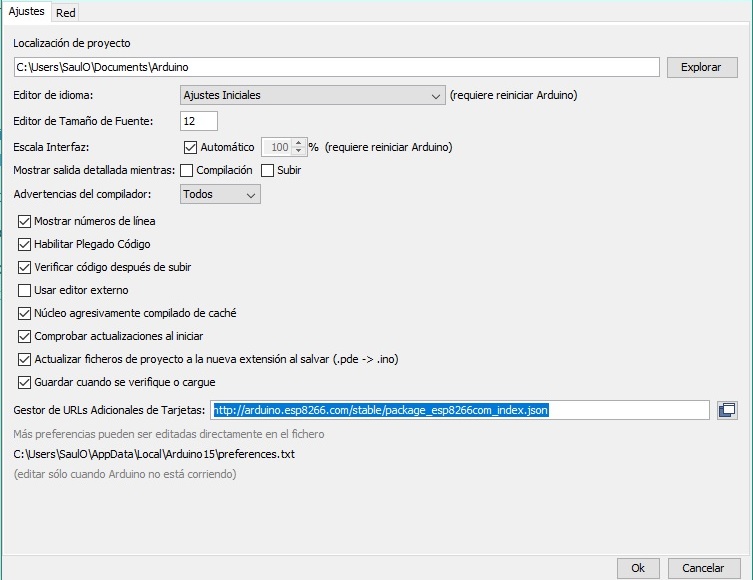 Ajustes Red
Localización de proyecto
C:\Users\SaulO\Documents\Arduino Explorar
Editor de idioma: Ajustes Iniciales (requiere reiniciar Arduino)
Editor de Tamaño de Fuente: 12
Escala Interfaz: Automático 100 % (requiere reiniciar Arduino)
Mostrar salida detallada mientras: Compilación Subir
Advertencias del compilador: Todos
Mostrar números de línea
Habilitar Plegado Código
Verificar código después de subir
Usar editor externo
Núcleo agresivamente compilado de caché
Comprobar actualizaciones al iniciar
Actualizar ficheros de proyecto a la nueva extensión al salvar (.pde -> .ino)
Guardar cuando se verifique o cargue
Gestor de URLs Adicionales de Tarjetas: http://arduino.esp8266.com/stable/package_esp8266com_index.json
Más preferencias pueden ser editadas directamente en el fichero
C:\Users\SaulO\AppData\Local\Arduino15\preferences.txt
(editar sólo cuando Arduino no está corriendo)
Ok Cancelar